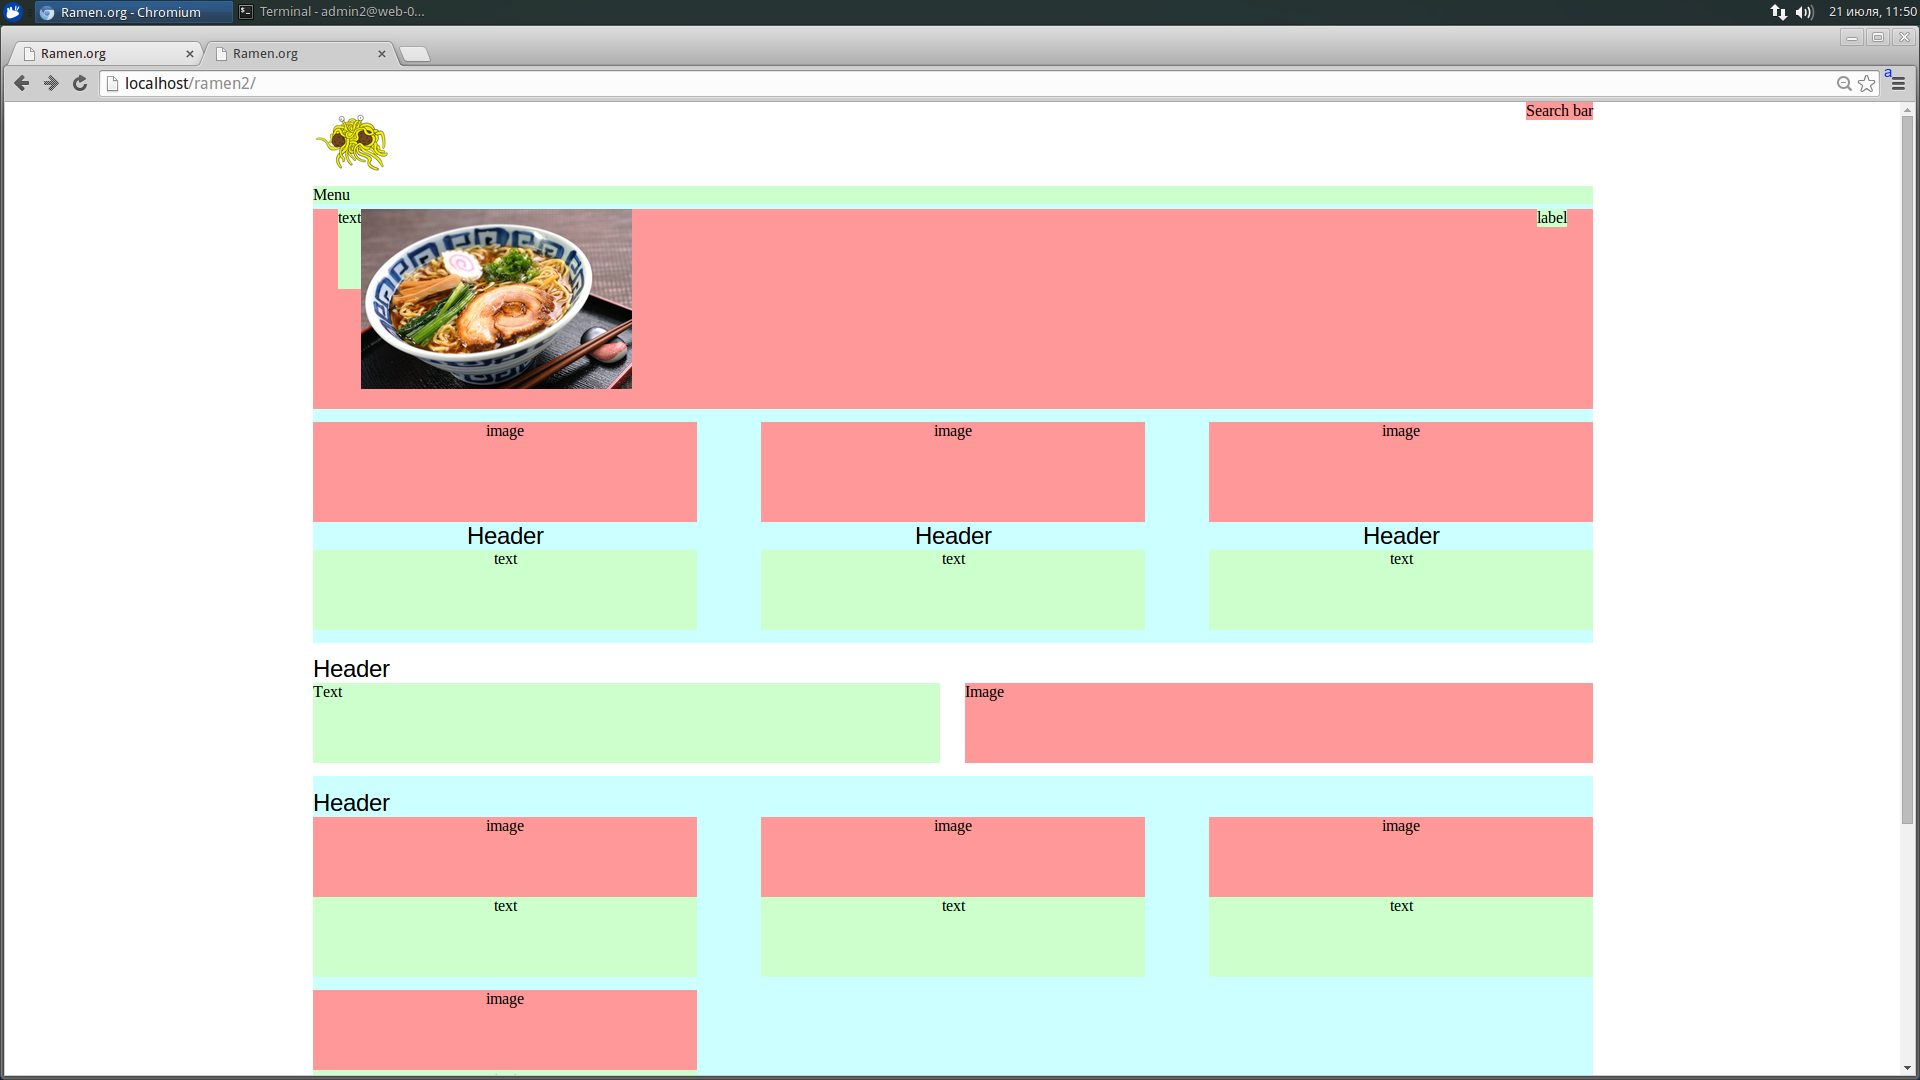 Ramen.org - Chromium
Terminal - admin2@web-0...
21 июля, 11:50
Ramen.org
Ramen.org
localhost/ramen2/
a
Search bar
Menu
text
label
image image image
Header Header Header
text text text
Header
Text
Image
Header
image image image
text text text
image